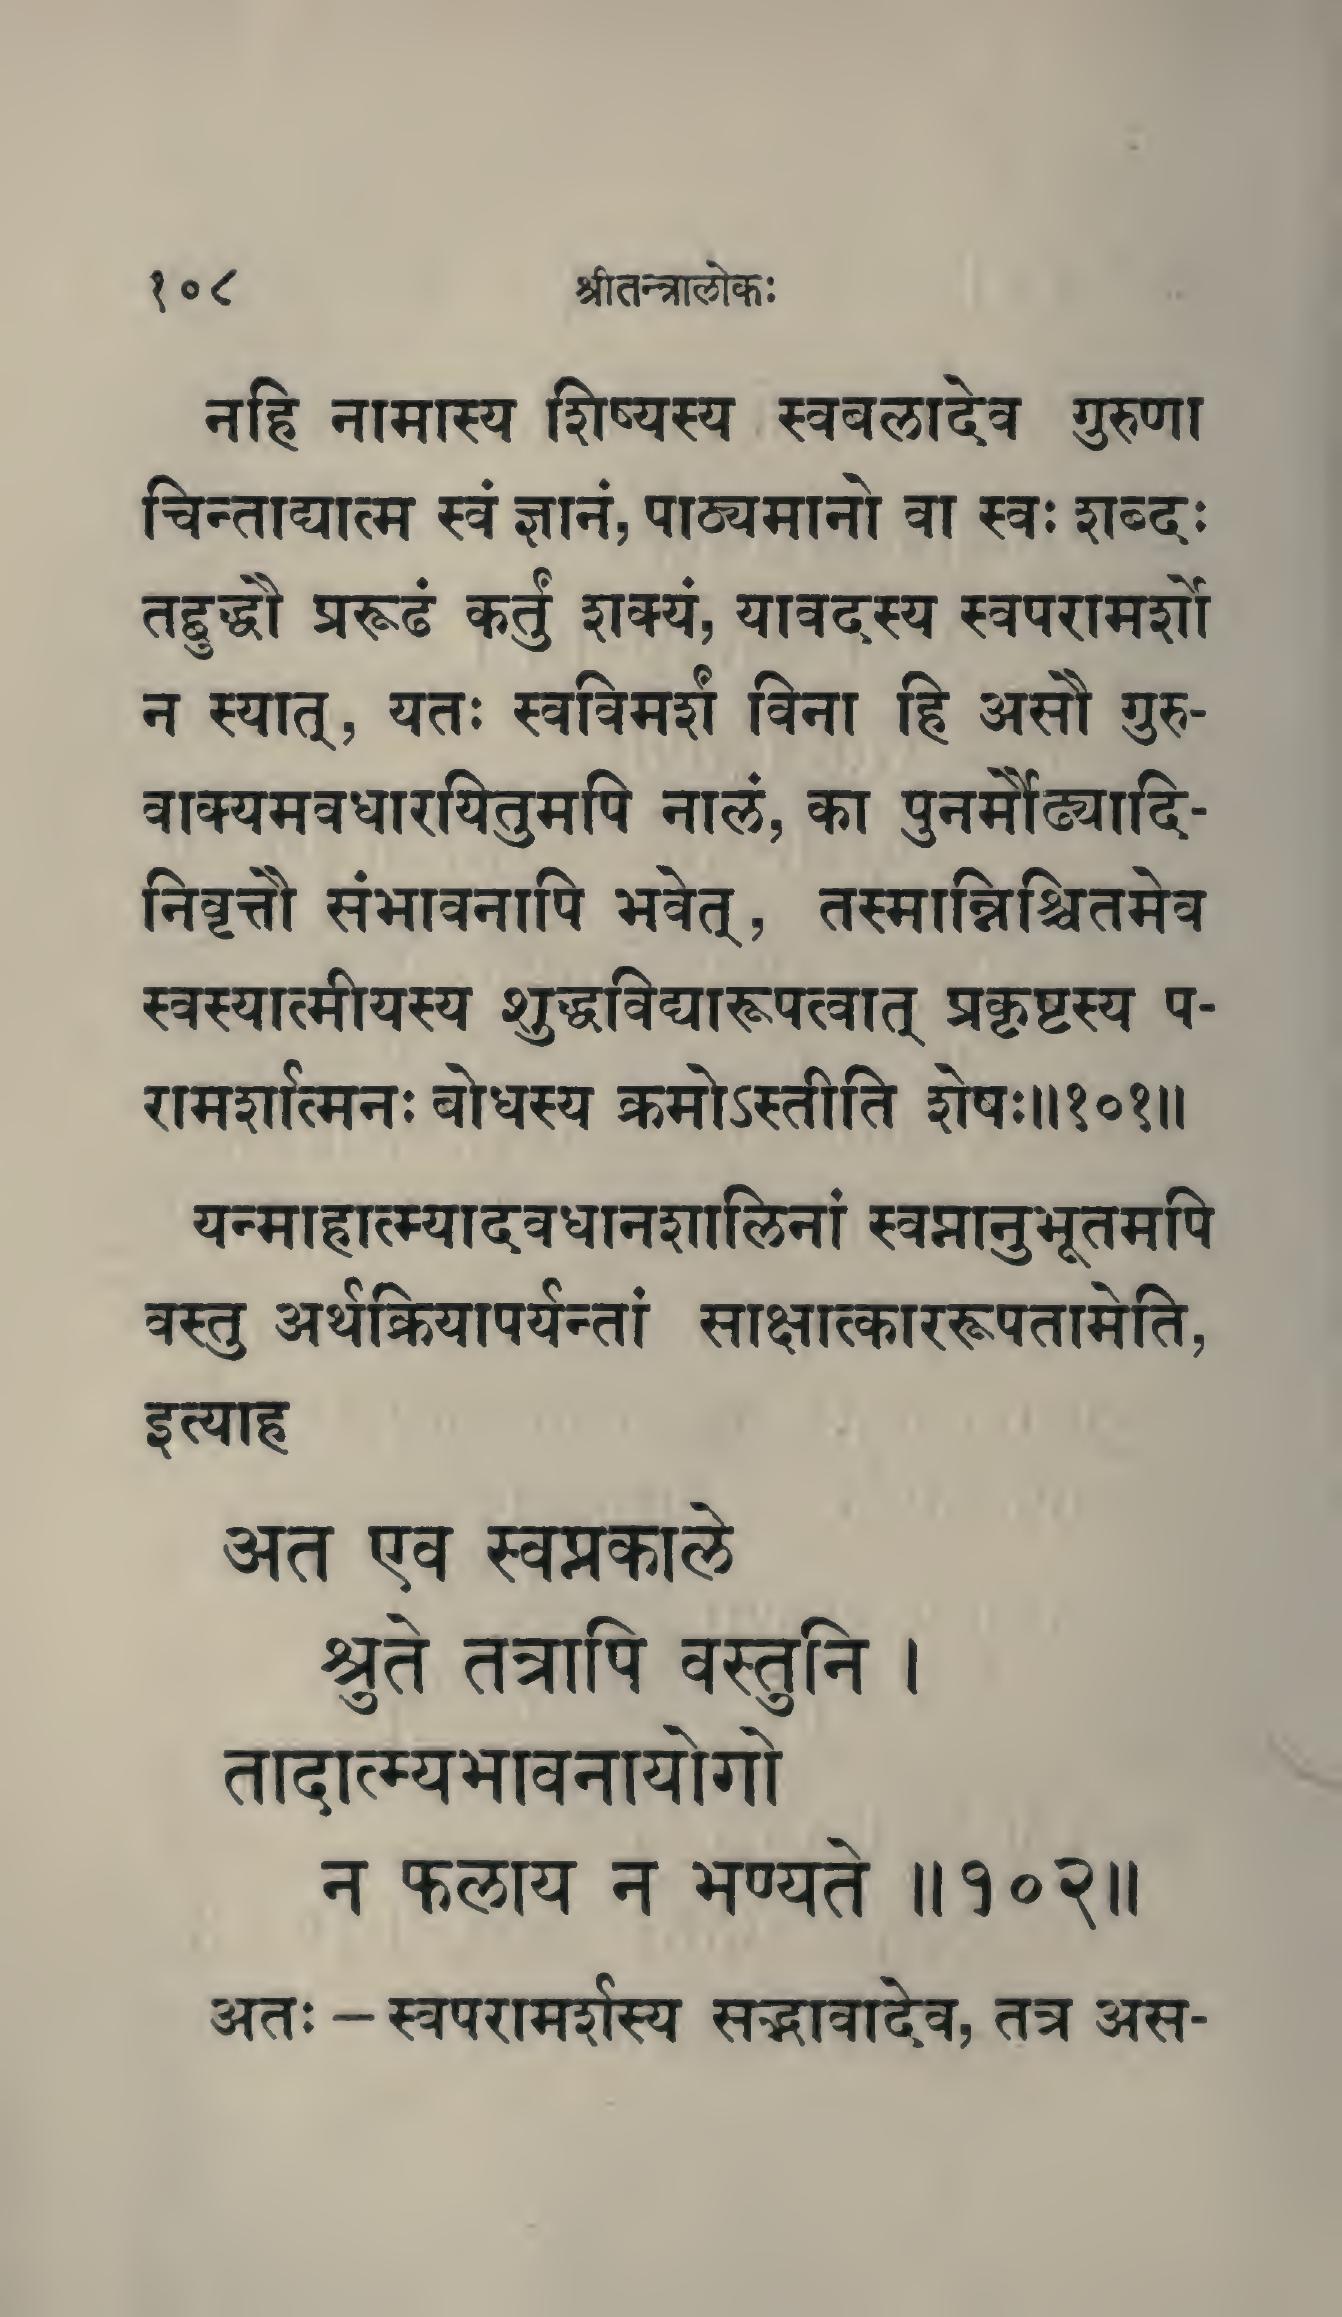 १०८ श्रीतन्त्रालोकः
नहि नामास्य शिष्यस्य स्वबलादेव गुरुणा
चिन्ताद्यात्म स्वं ज्ञानं, पाठ्यमानो वा स्वः शब्दः
तद्बुद्धौ प्ररूढं कर्तुं शक्यं, यावदस्य स्वपरामर्शो
न स्यात्, यतः स्वविमर्शं विना हि असौ गुरु-
वाक्यमवधारयितुमपि नालं, का पुनर्मौढ्यादि-
निवृत्तौ संभावनापि भवेत्, तस्मान्निश्चितमेव
स्वस्यात्मीयस्य शुद्धविद्यारूपत्वात् प्रकृष्टस्य प-
रामर्शात्मनः बोधस्य क्रमोऽस्तीति शेषः॥१०१॥
यन्माहात्म्यादवधानशालिनां स्वप्नानुभूतमपि
वस्तु अर्थक्रियापर्यन्तां साक्षात्काररूपतामेति,
इत्याह
अत एव स्वप्नकाले
श्रुते तत्रापि वस्तुनि ।
तादात्म्यभावनायोगो
न फलाय न भण्यते ॥१०२॥
अतः – स्वपरामर्शस्य सद्भावादेव, तत्र अस-